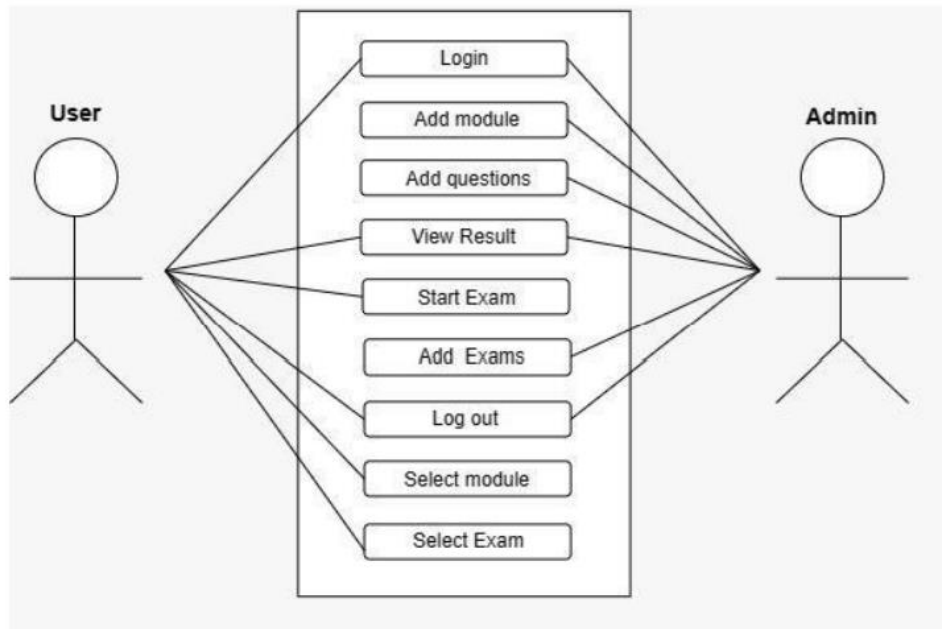 User
Admin
Login
Add module
Add questions
View Result
Start Exam
Add Exams
Log out
Select module
Select Exam